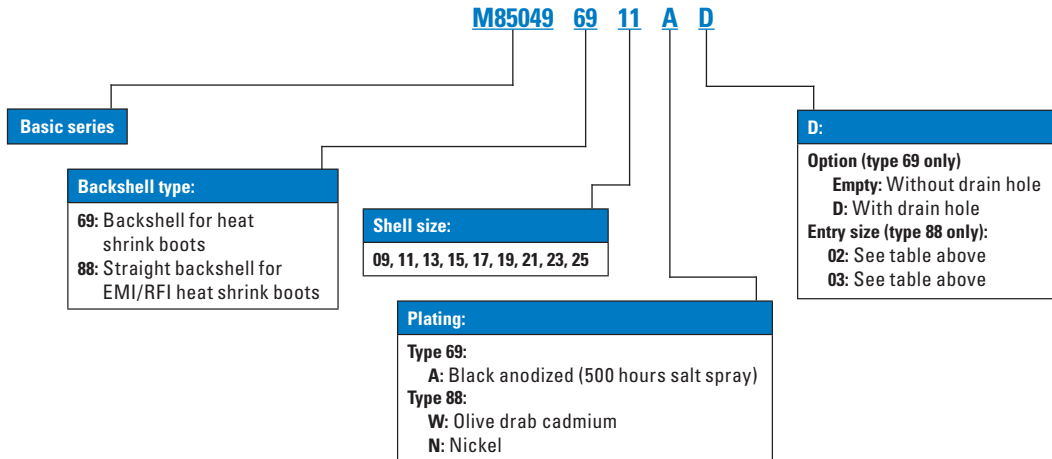 M85049 69 11 A D
Basic series
Backshell type:
69: Backshell for heat
shrink boots
88: Straight backshell for
EMI/RFI heat shrink boots
Shell size:
09, 11, 13, 15, 17, 19, 21, 23, 25
Plating:
Type 69:
A: Black anodized (500 hours salt spray)
Type 88:
W: Olive drab cadmium
N: Nickel
D:
Option (type 69 only)
Empty: Without drain hole
D: With drain hole
Entry size (type 88 only):
02: See table above
03: See table above